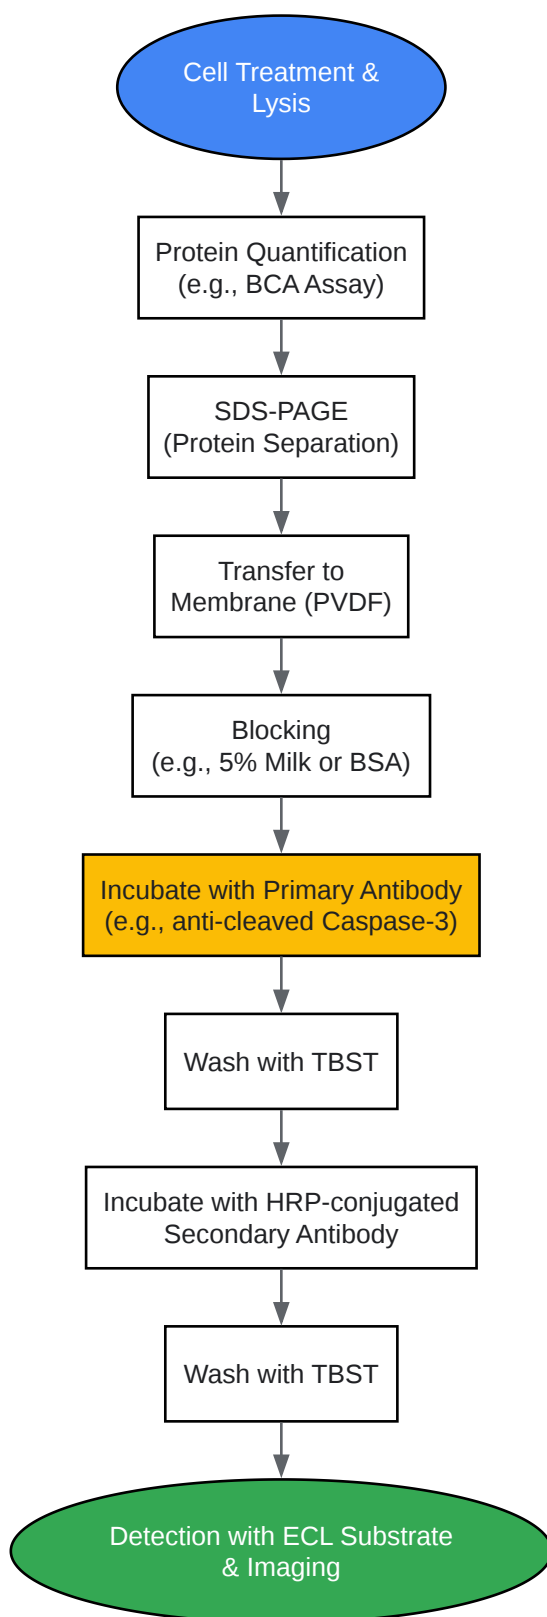 Cell Treatment &
Lysis
Protein Quantification
(e.g., BCA Assay)
SDS-PAGE
(Protein Separation)
Transfer to
Membrane (PVDF)
Blocking
(e.g., 5% Milk or BSA)
Incubate with Primary Antibody
(e.g., anti-cleaved Caspase-3)
Wash with TBST
Incubate with HRP-conjugated
Secondary Antibody
Wash with TBST
Detection with ECL Substrate
& Imaging